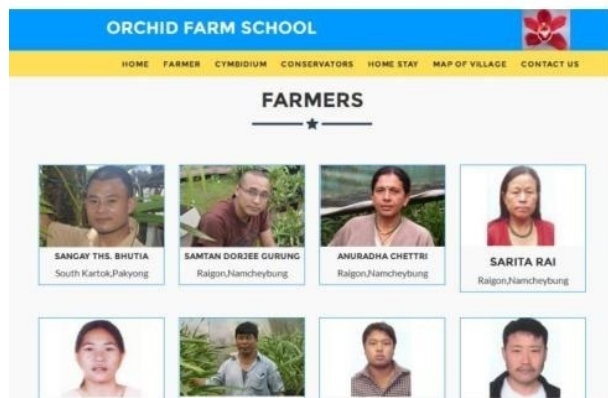 ORCHID FARM SCHOOL
HOME FARMER CYMBIDIUM CONSERVATORS HOME STAY MAP OF VILLAGE CONTACT US
FARMERS
SANGAY THS. BHUTIA
South Kartok,Pakyong
SAMTAN DORJEE GURUNG
Raigon,Namcheybung
ANURADHA CHETTRI
Raigon,Namcheybung
SARITA RAI
Raigon,Namcheybung